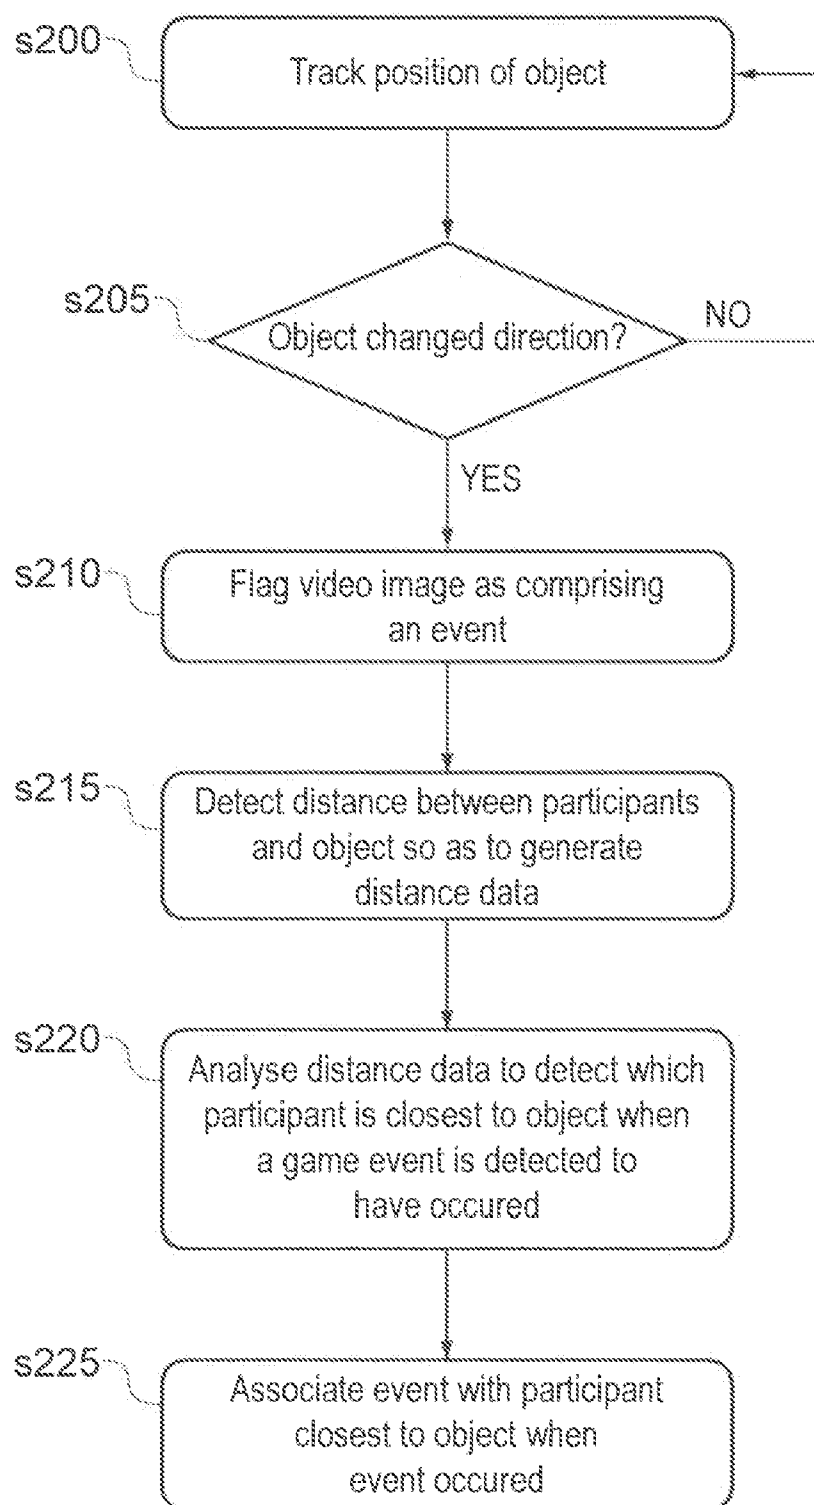 s200
Track position of object
s205
Object changed direction?
NO
YES
s210
Flag video image as comprising
an event
s215
Detect distance between participants
and object so as to generate
distance data
s220
Analyse distance data to detect which
participant is closest to object when
a game event is detected to
have occured
s225
Associate event with participant
closest to object when
event occured